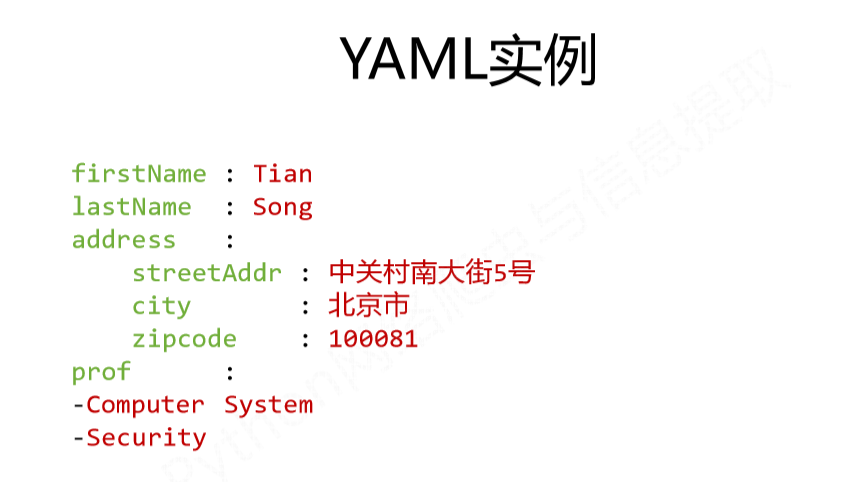 YAML实例
firstName : Tian
lastName : Song
address :
streetAddr : 中关村南大街5号
city : 北京市
zipcode : 100081
prof :
-Computer System
-Security
Python网络爬虫与信息提取